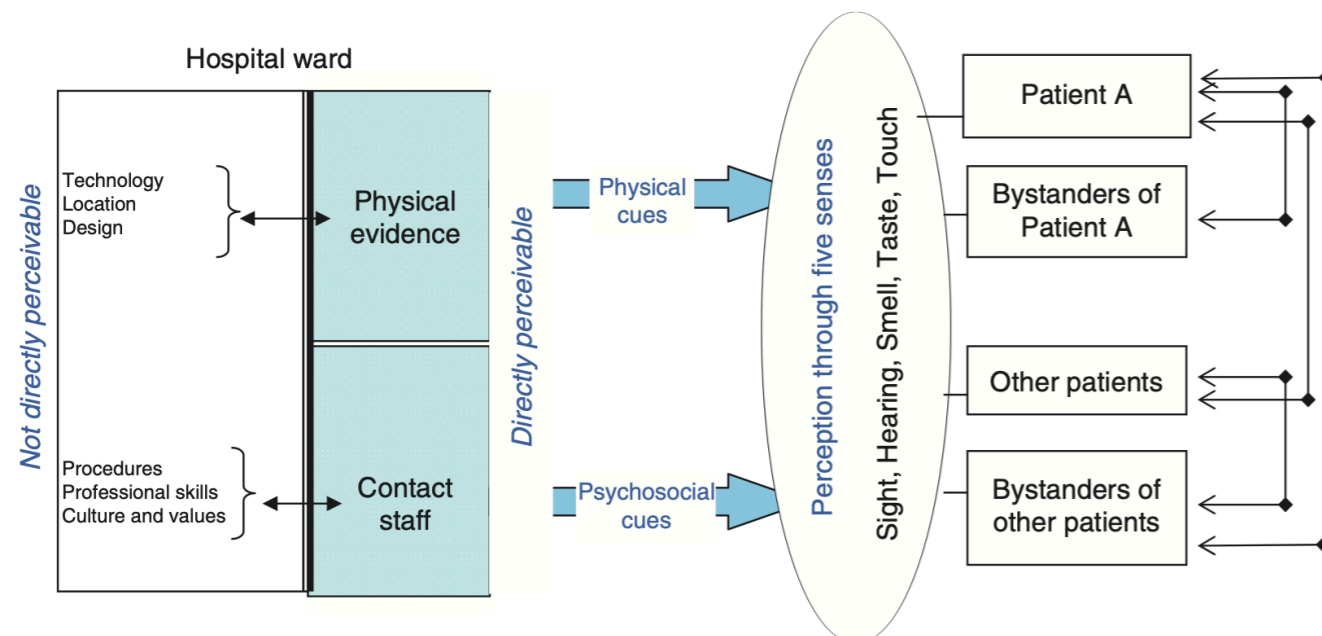 Hospital ward
Not directly perceivable
Technology
Location
Design
Procedures
Professional skills
Culture and values
Physical
evidence
Contact
staff
Directly perceivable
Physical
cues
Psychosocial
cues
Perception through five senses
Sight, Hearing, Smell, Taste, Touch
Patient A
Bystanders of
Patient A
Other patients
Bystanders of
other patients